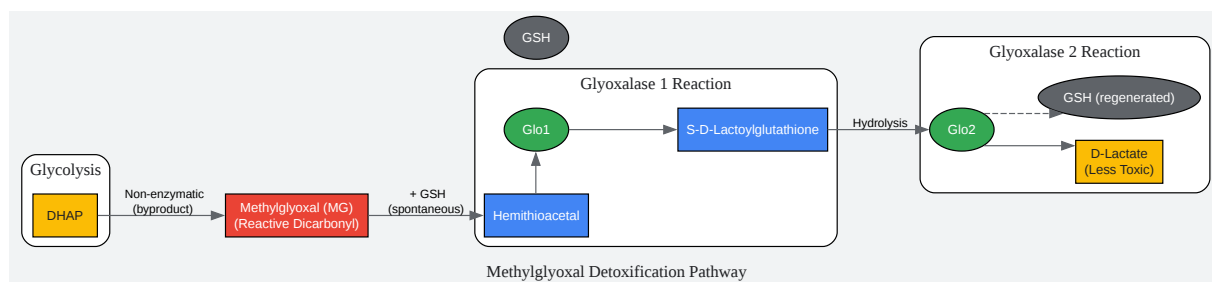 GSH
Glyoxalase 1 Reaction
Glyoxalase 2 Reaction
GSH (regenerated)
Glo1
S-D-Lactoylglutathione
Hydrolysis
Glo2
D-Lactate
(Less Toxic)
Glycolysis
DHAP
Non-enzymatic
(byproduct)
Methylglyoxal (MG)
(Reactive Dicarbonyl)
+ GSH
(spontaneous)
Hemithioacetal
Methylglyoxal Detoxification Pathway